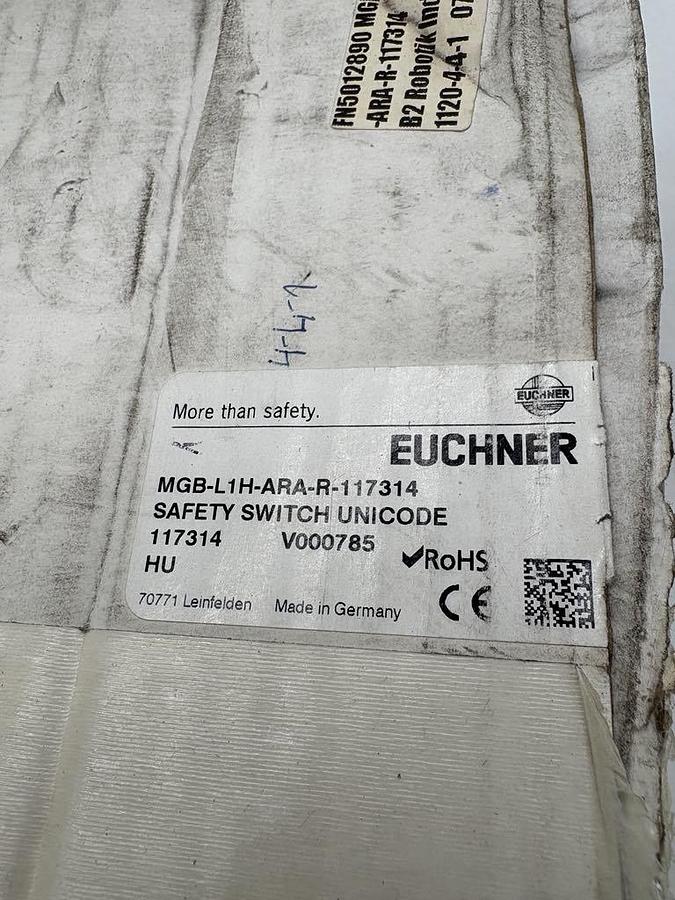 FN5012890 MG
-ARA-R-117314
B2 Robotik
1120-4-4-1 07
4-4-1
EUCHNER
More than safety.
EUCHNER
MGB-L1H-ARA-R-117314
SAFETY SWITCH UNICODE
117314 V000785
HU
✔RoHS
70771 Leinfelden Made in Germany
CE